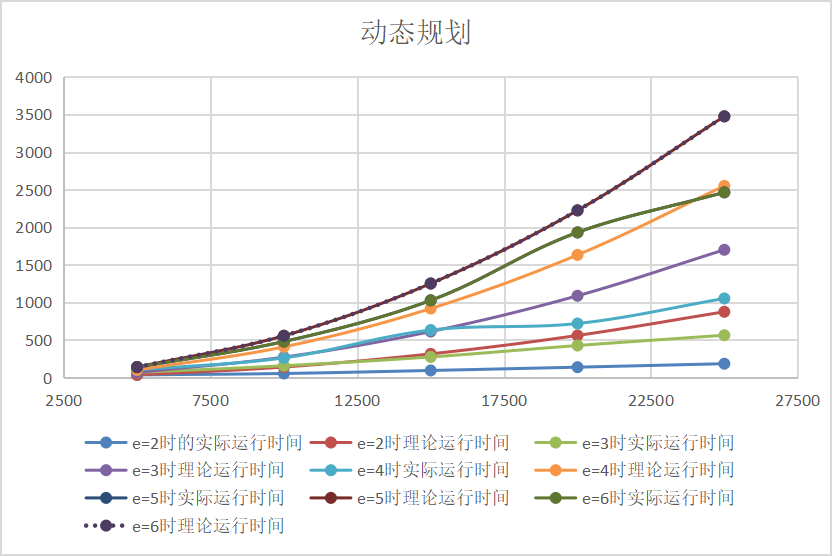 动态规划
4000
3500
3000
2500
2000
1500
1000
500
0
2500 7500 12500 17500 22500 27500
e=2时的实际运行时间 e=2时理论运行时间 e=3时实际运行时间
e=3时理论运行时间 e=4时实际运行时间 e=4时理论运行时间
e=5时实际运行时间 e=5时理论运行时间 e=6时实际运行时间
e=6时理论运行时间